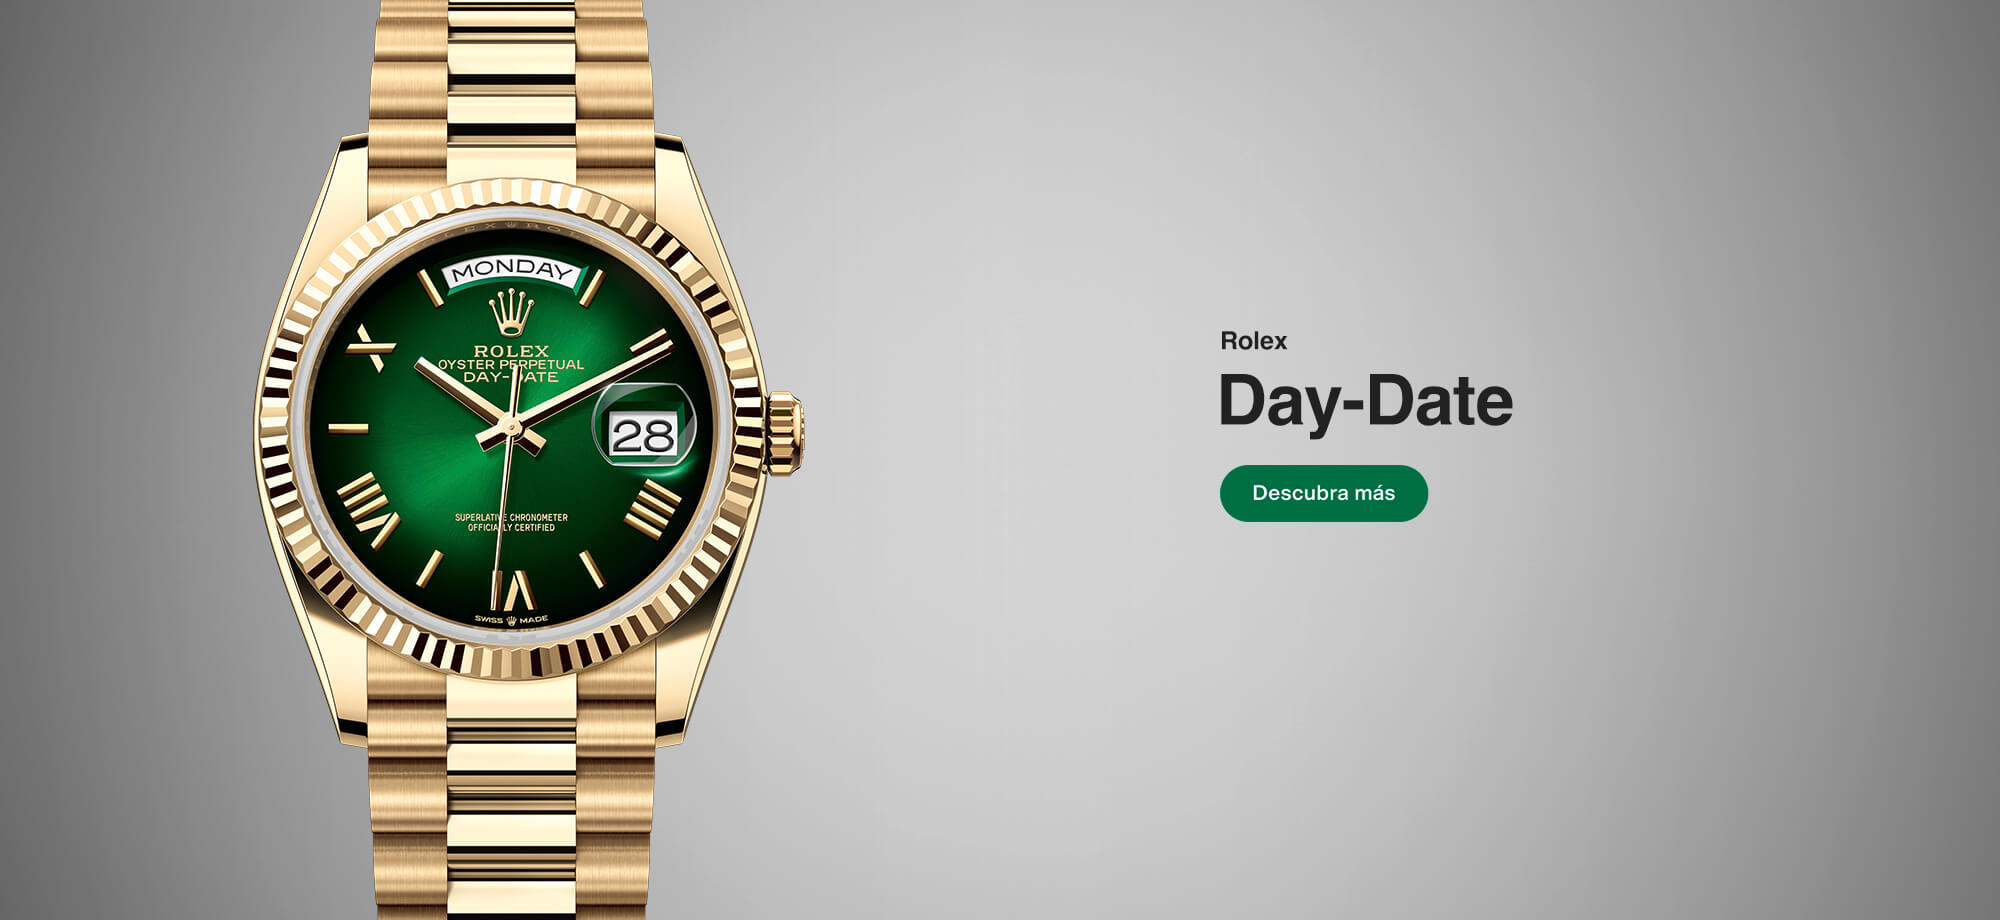 MONDAY
ROLEX
OYSTER PERPETUAL
DAY-DATE
28
SUPERLATIVE CHRONOMETER
OFFICIALLY CERTIFIED
SWISS MADE
Rolex
Day-Date
Descubra más